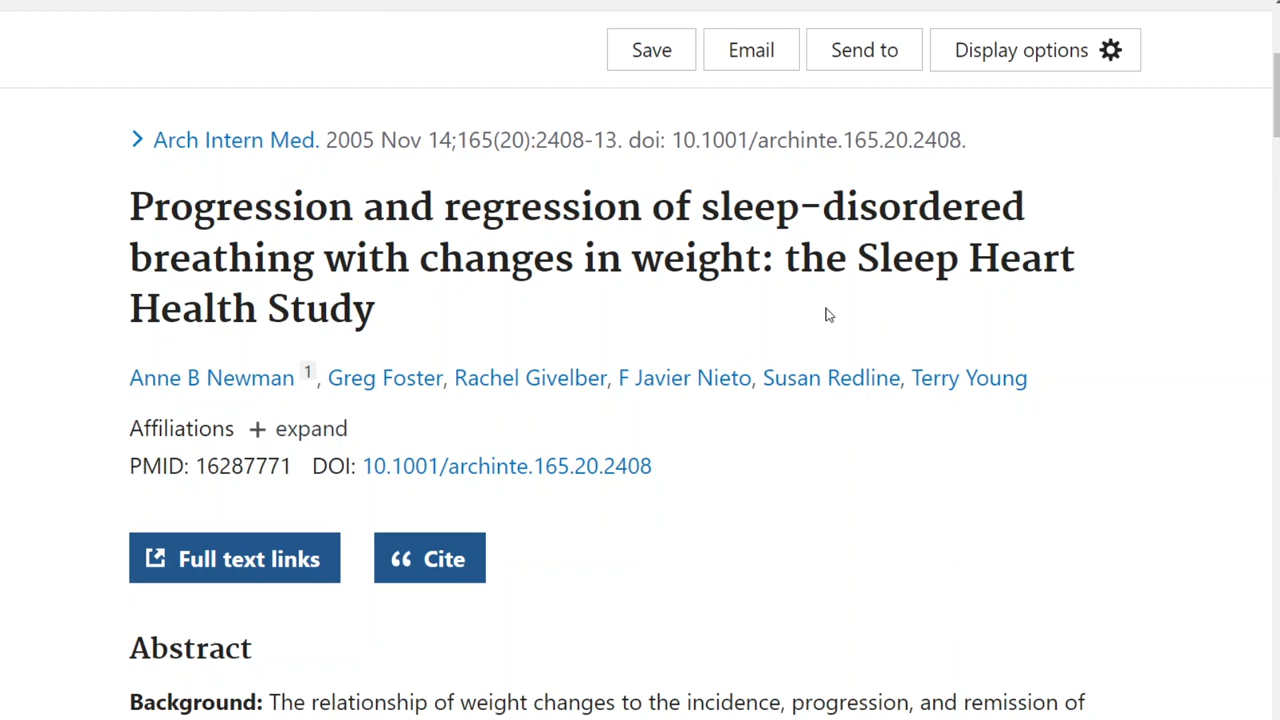 Save Email Send to Display options
Arch Intern Med. 2005 Nov 14;165(20):2408-13. doi: 10.1001/archinte.165.20.2408.
Progression and regression of sleep-disordered
breathing with changes in weight: the Sleep Heart
Health Study
Anne B Newman 1, Greg Foster, Rachel Givelber, F Javier Nieto, Susan Redline, Terry Young
Affiliations + expand
PMID: 16287771 DOI: 10.1001/archinte.165.20.2408
Full text links Cite
Abstract
Background: The relationship of weight changes to the incidence, progression, and remission of